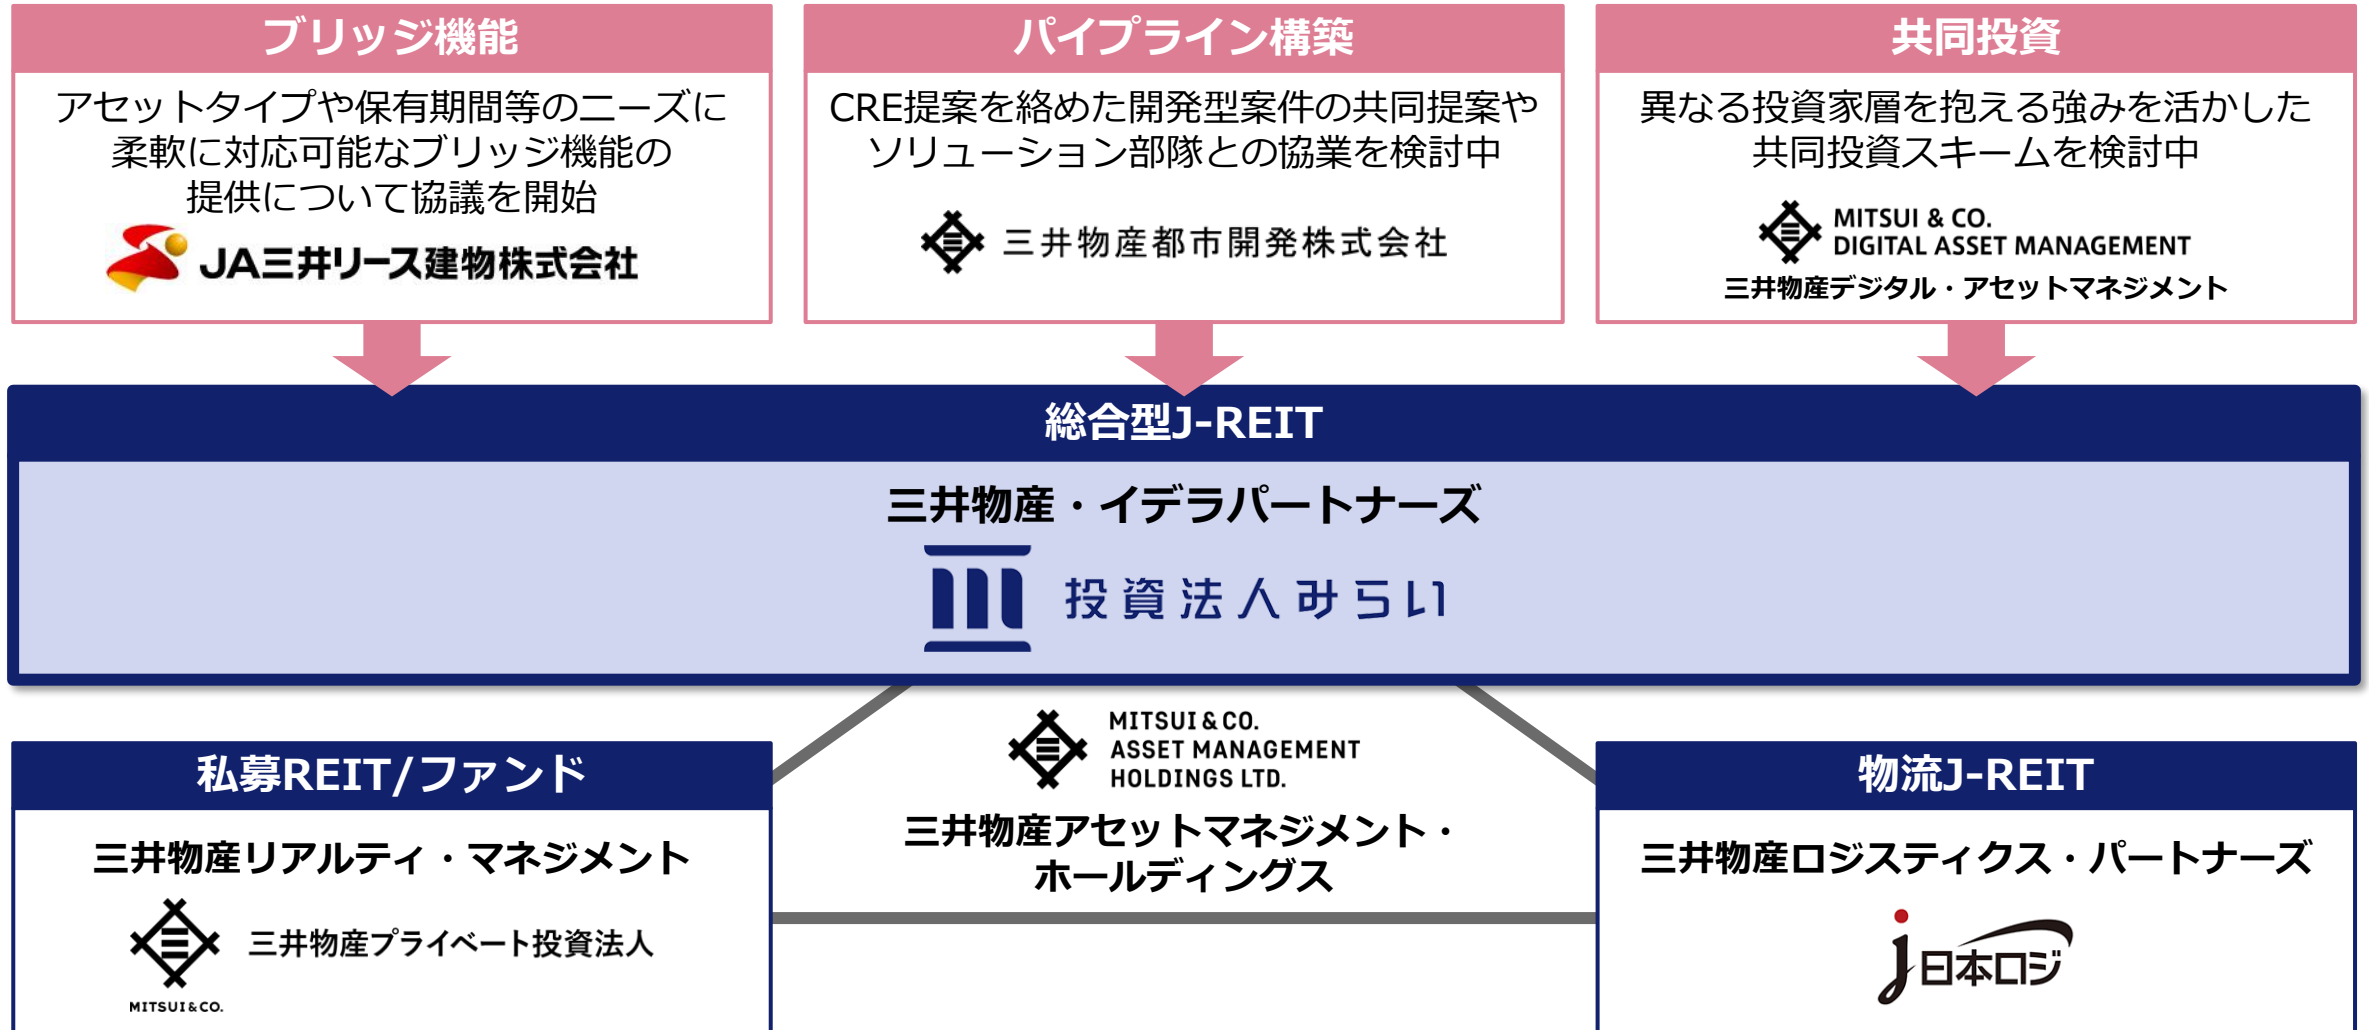 ブリッジ機能
アセットタイプや保有期間等のニーズに
柔軟に対応可能なブリッジ機能の
提供について協議を開始
JA三井リース建物株式会社
パイプライン構築
CRE提案を絡めた開発型案件の共同提案や
ソリューション部隊との協業を検討中
三井物産都市開発株式会社
共同投資
異なる投資家層を抱える強みを活かした
共同投資スキームを検討中
MITSUI & CO.
DIGITAL ASSET MANAGEMENT
三井物産デジタル・アセットマネジメント
総合型J-REIT
三井物産・イデラパートナーズ
投資法人みらい
MITSUI & CO.
ASSET MANAGEMENT
HOLDINGS LTD.
三井物産アセットマネジメント・
ホールディングス
私募REIT/ファンド
三井物産リアルティ・マネジメント
三井物産プライベート投資法人
MITSUI & CO.
物流J-REIT
三井物産ロジスティクス・パートナーズ
j日本ロジ